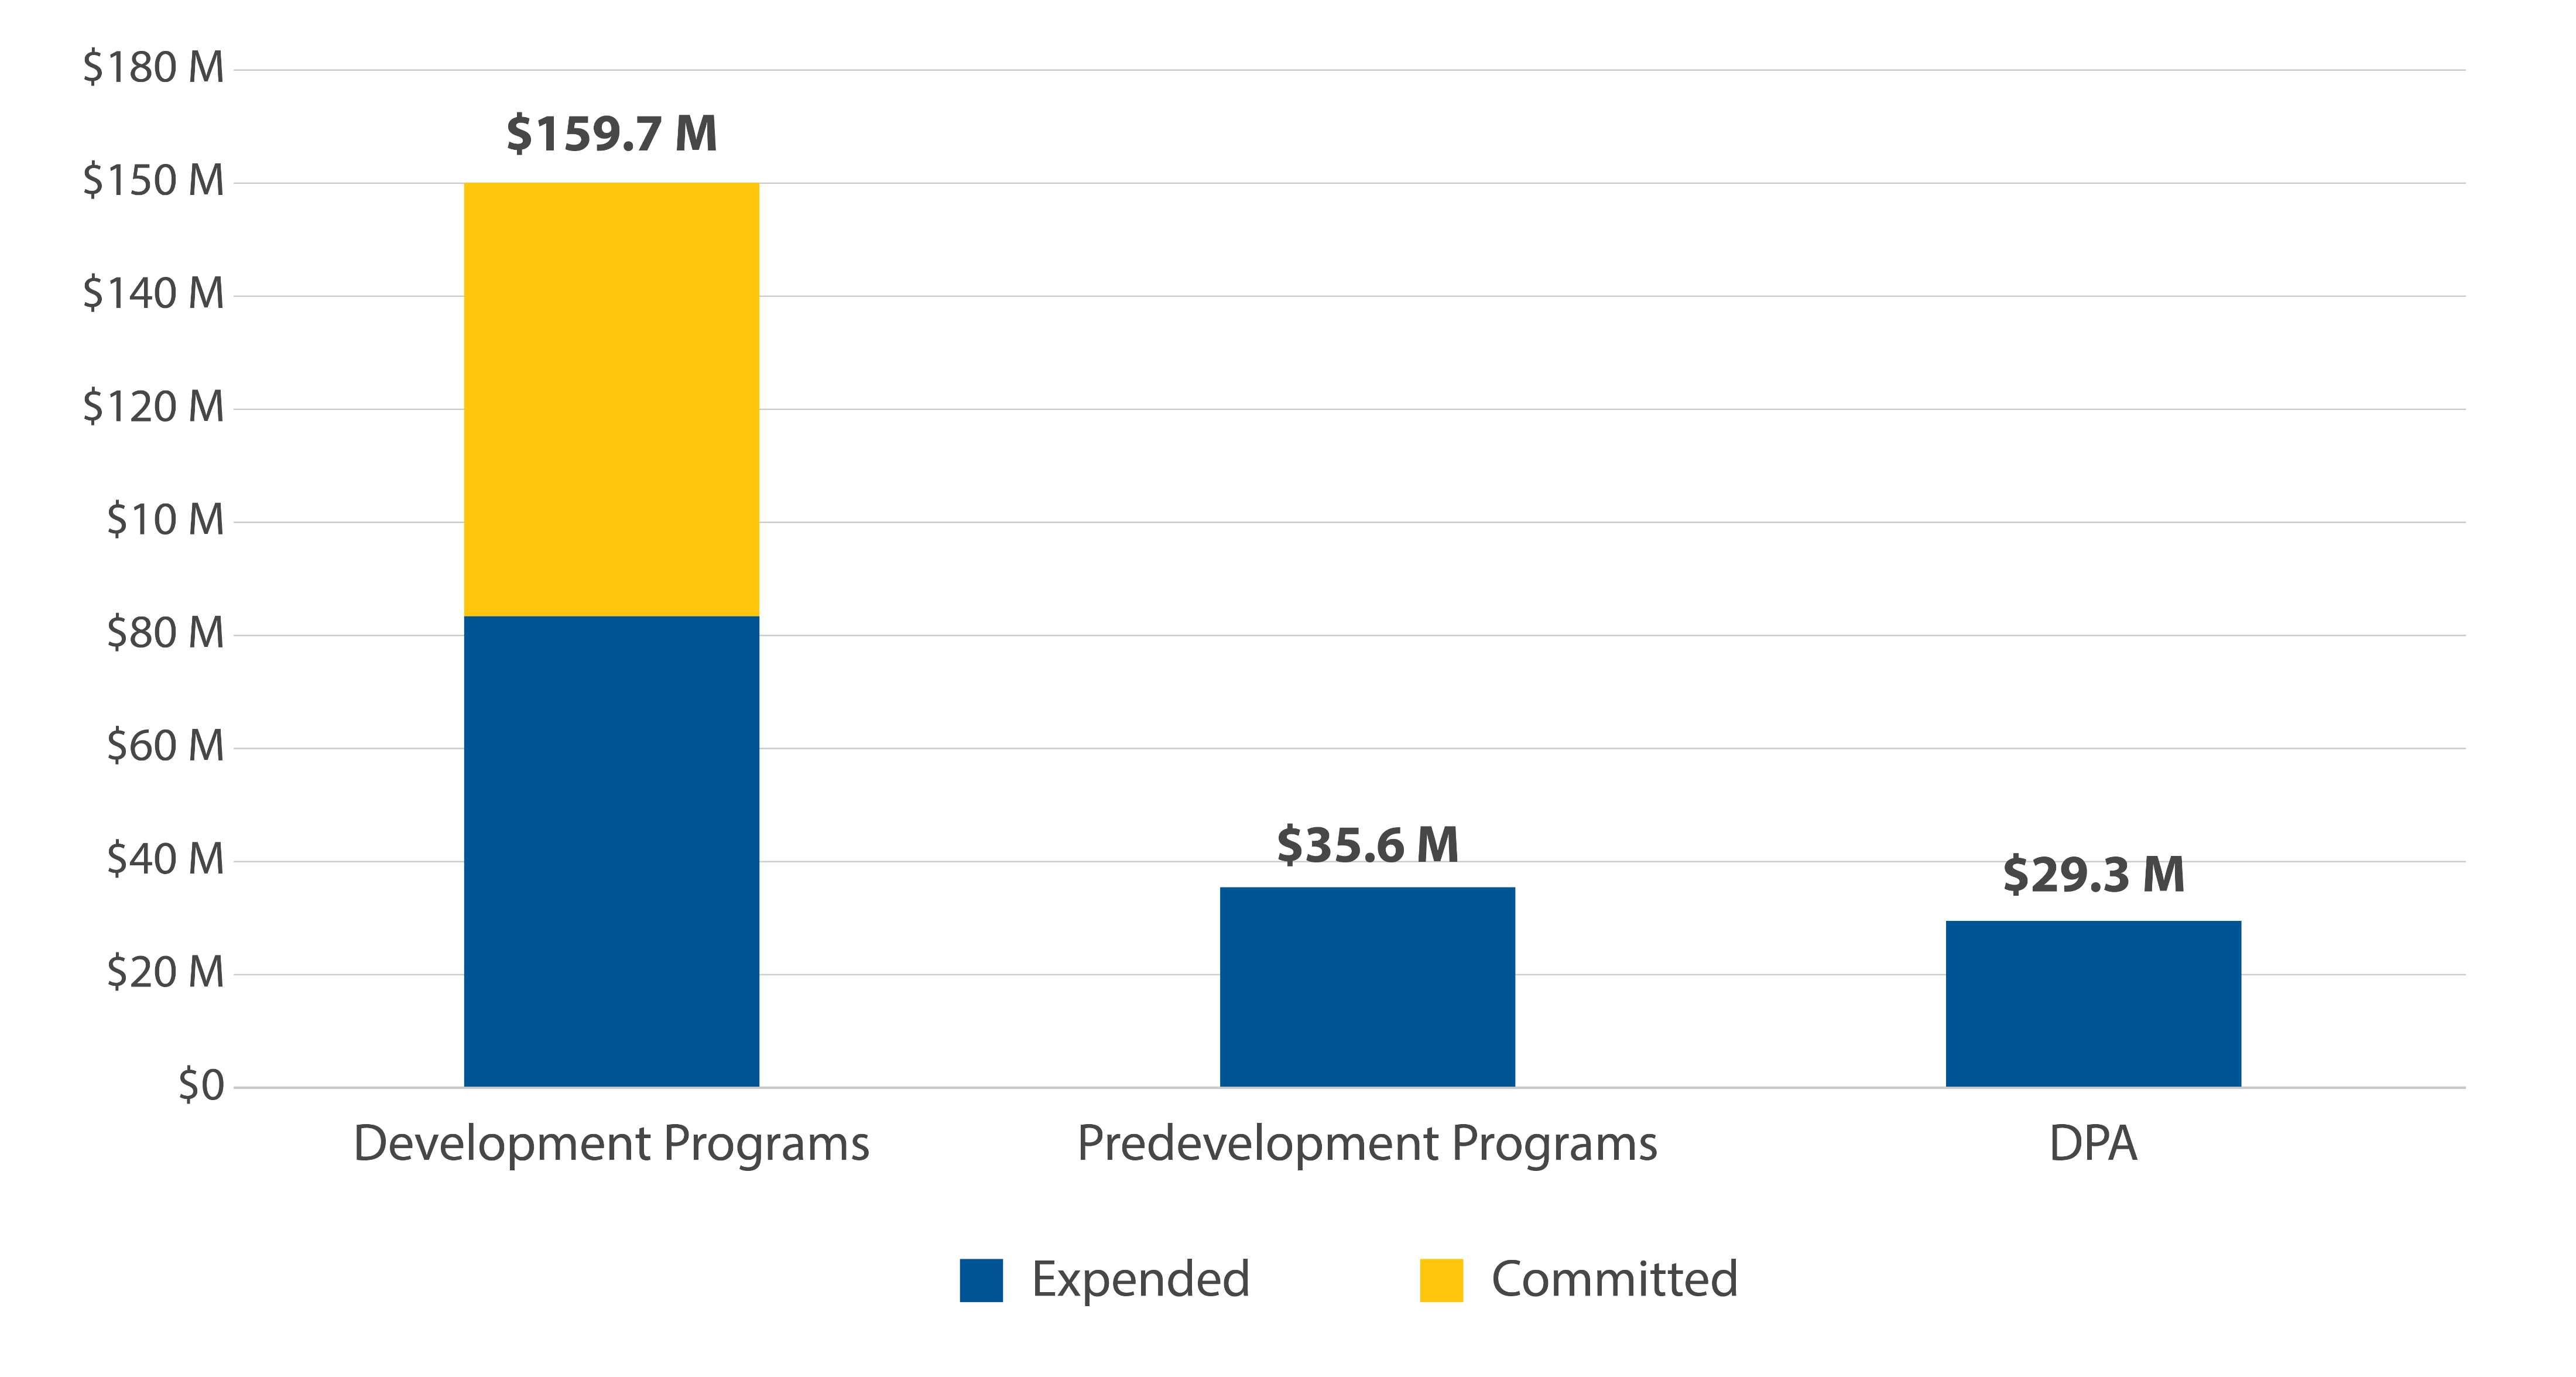 $180 M
$159.7 M
$150 M
$140 M
$120 M
$10 M
$80 M
$60 M
$40 M
$35.6 M
$29.3 M
$20 M
$0
Development Programs
Predevelopment Programs
DPA
Expended
Committed